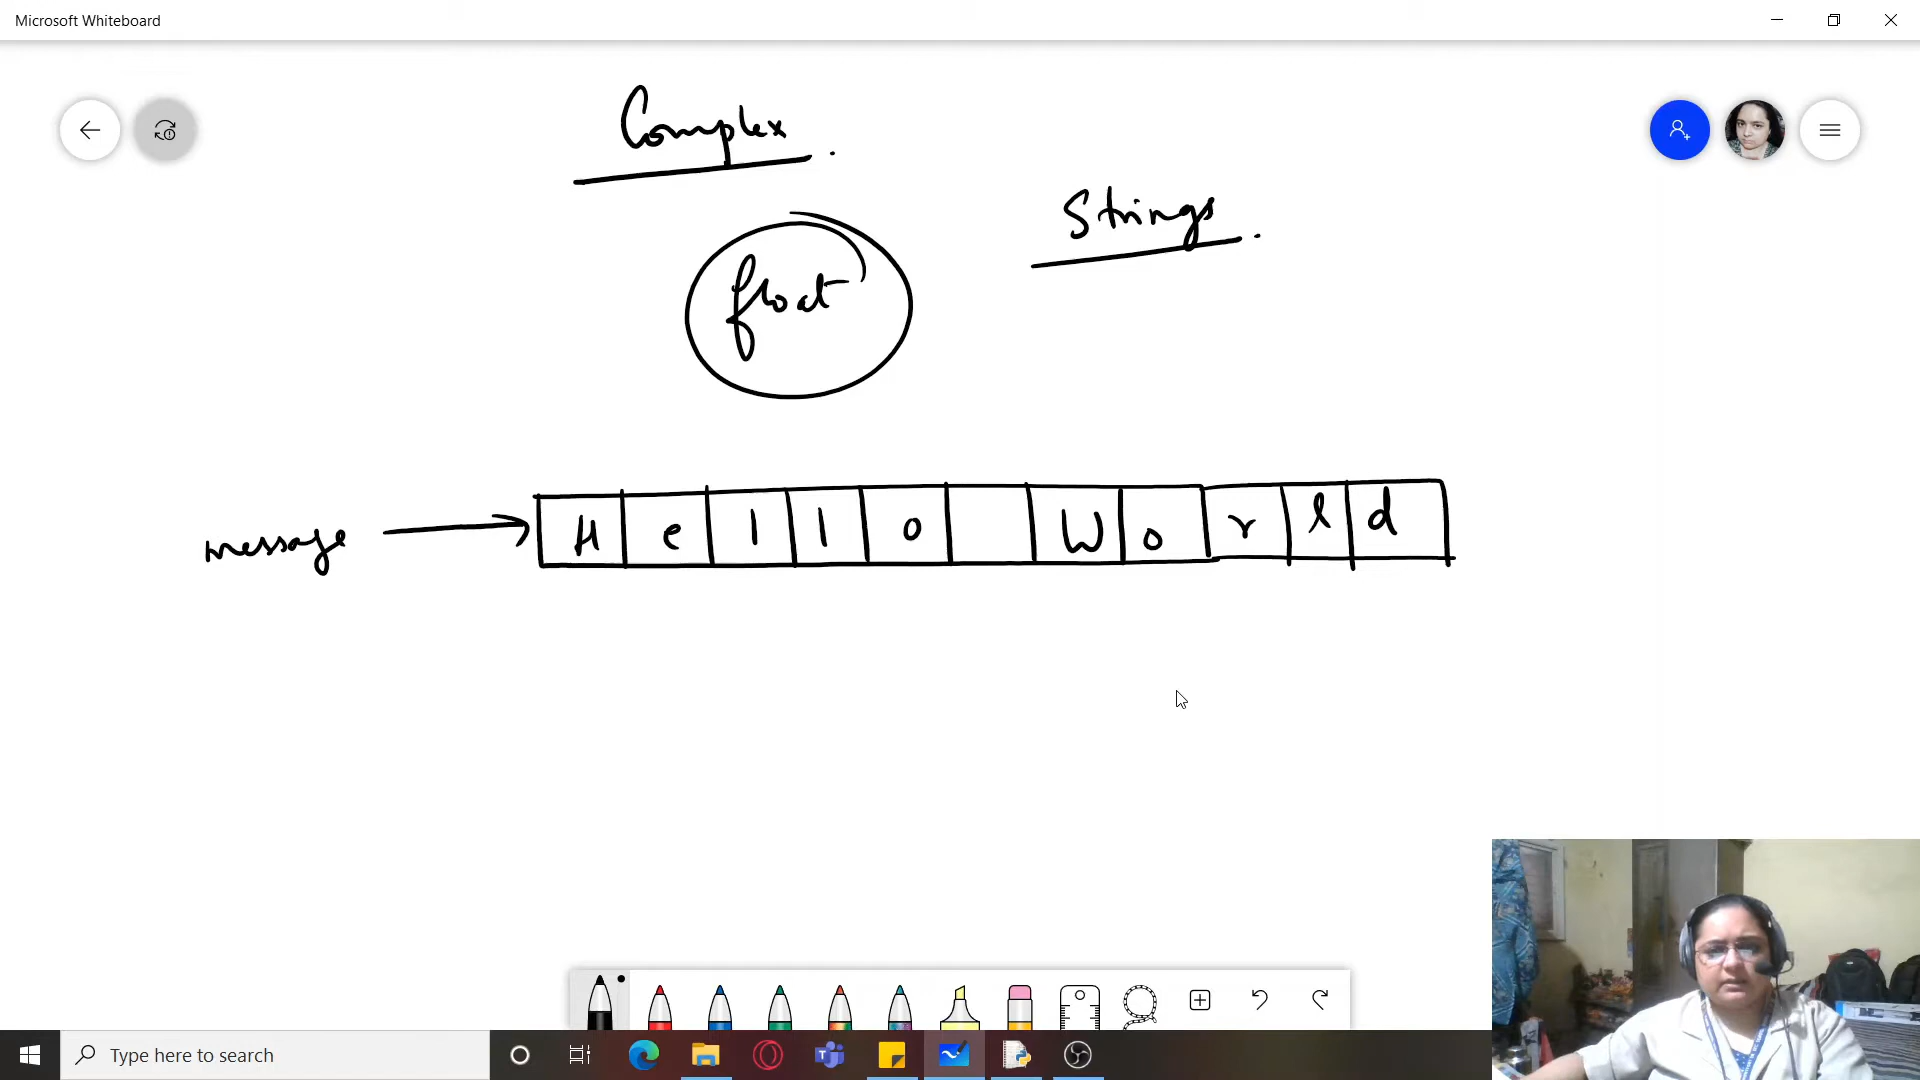 Microsoft Whiteboard
Complex.
Strings.
float
message → H e l l o   W o r l d
Type here to search